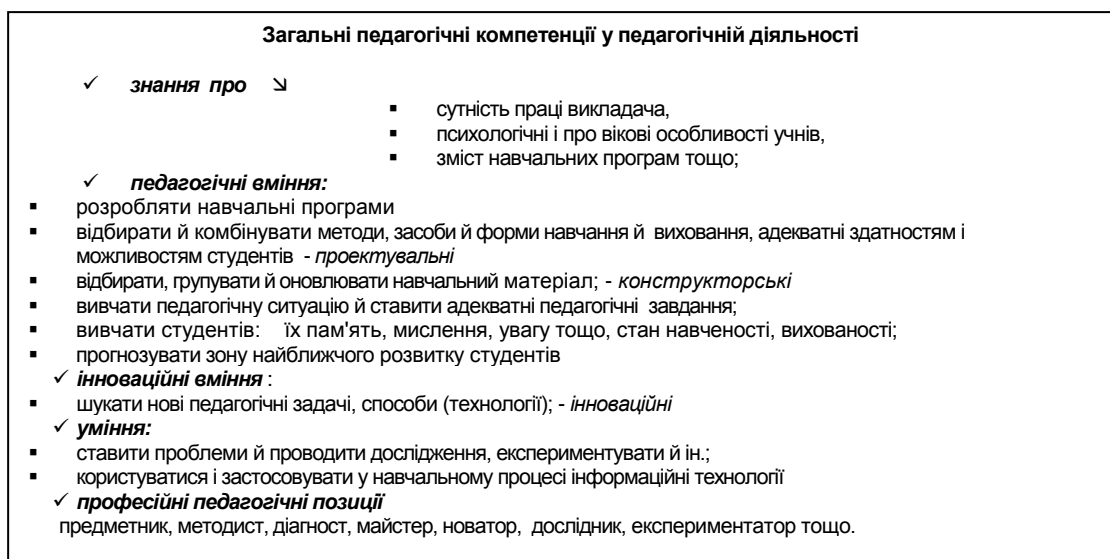 Загальні педагогічні компетенції у педагогічній діяльності
✓ знання про ↘
▪ сутність праці викладача,
▪ психологічні і про вікові особливості учнів,
▪ зміст навчальних програм тощо;
✓ педагогічні вміння:
▪ розробляти навчальні програми
▪ відбирати й комбінувати методи, засоби й форми навчання й виховання, адекватні здатностям і
можливостям студентів - проектувальні
▪ відбирати, групувати й оновлювати навчальний матеріал; - конструкторські
▪ вивчати педагогічну ситуацію й ставити адекватні педагогічні завдання;
▪ вивчати студентів: їх пам'ять, мислення, увагу тощо, стан навченості, вихованості;
▪ прогнозувати зону найближчого розвитку студентів
✓ інноваційні вміння :
▪ шукати нові педагогічні задачі, способи (технології); - інноваційні
✓ уміння:
▪ ставити проблеми й проводити дослідження, експериментувати й ін.;
▪ користуватися і застосовувати у навчальному процесі інформаційні технології
✓ професійні педагогічні позиції
предметник, методист, діагност, майстер, новатор, дослідник, експериментатор тощо.